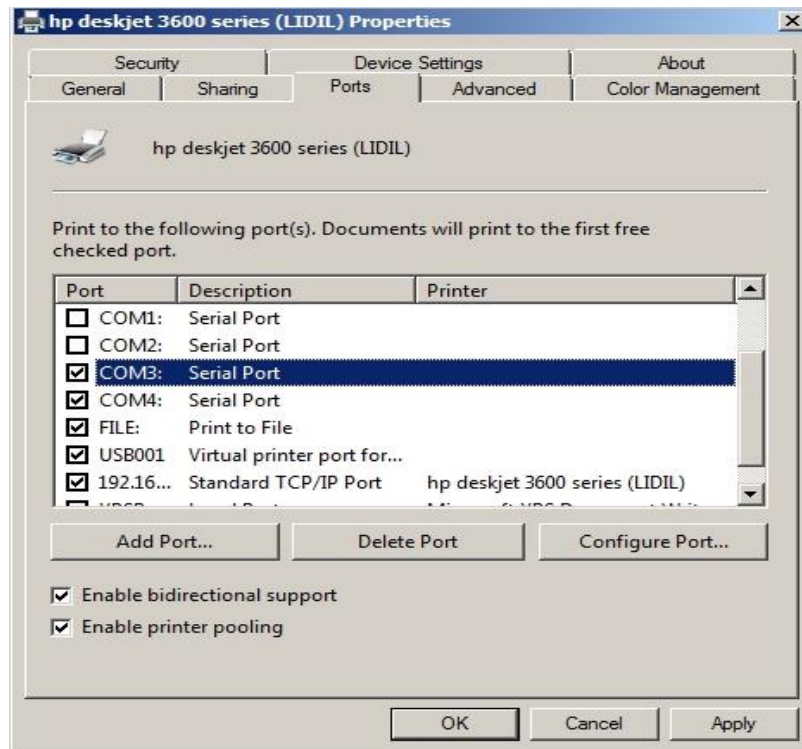 hp deskjet 3600 series (LIDIL) Properties
Security Device Settings About
General Sharing Ports Advanced Color Management
hp deskjet 3600 series (LIDIL)
Print to the following port(s). Documents will print to the first free
checked port.
Port Description Printer
COM1: Serial Port
COM2: Serial Port
COM3: Serial Port
COM4: Serial Port
FILE: Print to File
USB001 Virtual printer port for...
192.16... Standard TCP/IP Port hp deskjet 3600 series (LIDIL)
Add Port... Delete Port Configure Port...
Enable bidirectional support
Enable printer pooling
OK Cancel Apply